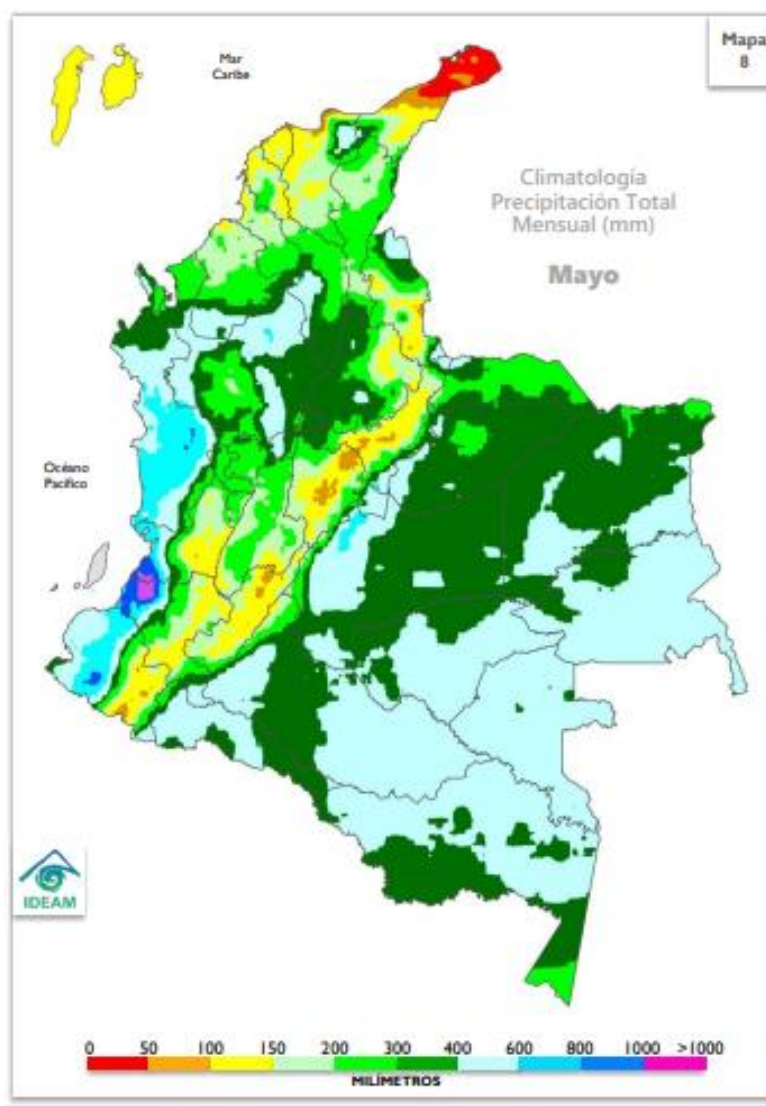 Mapa
8
Mar
Caribe
Climatología
Precipitación Total
Mensual (mm)
Mayo
Océano
Pacífico
IDEAM
0 50 100 150 200 300 400 600 800 1000 >1000
MILÍMETROS